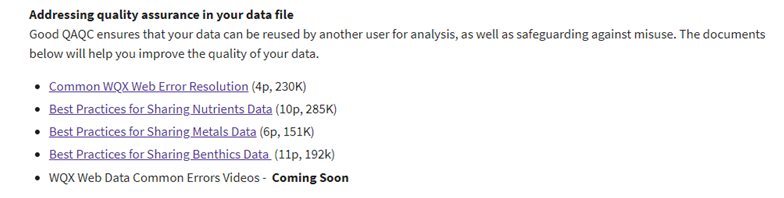 Addressing quality assurance in your data file
Good QAQC ensures that your data can be reused by another user for analysis, as well as safeguarding against misuse. The documents
below will help you improve the quality of your data.
• Common WQX Web Error Resolution (4p, 230K)
• Best Practices for Sharing Nutrients Data (10p, 285K)
• Best Practices for Sharing Metals Data (6p, 151K)
• Best Practices for Sharing Benthics Data (11p, 192k)
• WQX Web Data Common Errors Videos - Coming Soon